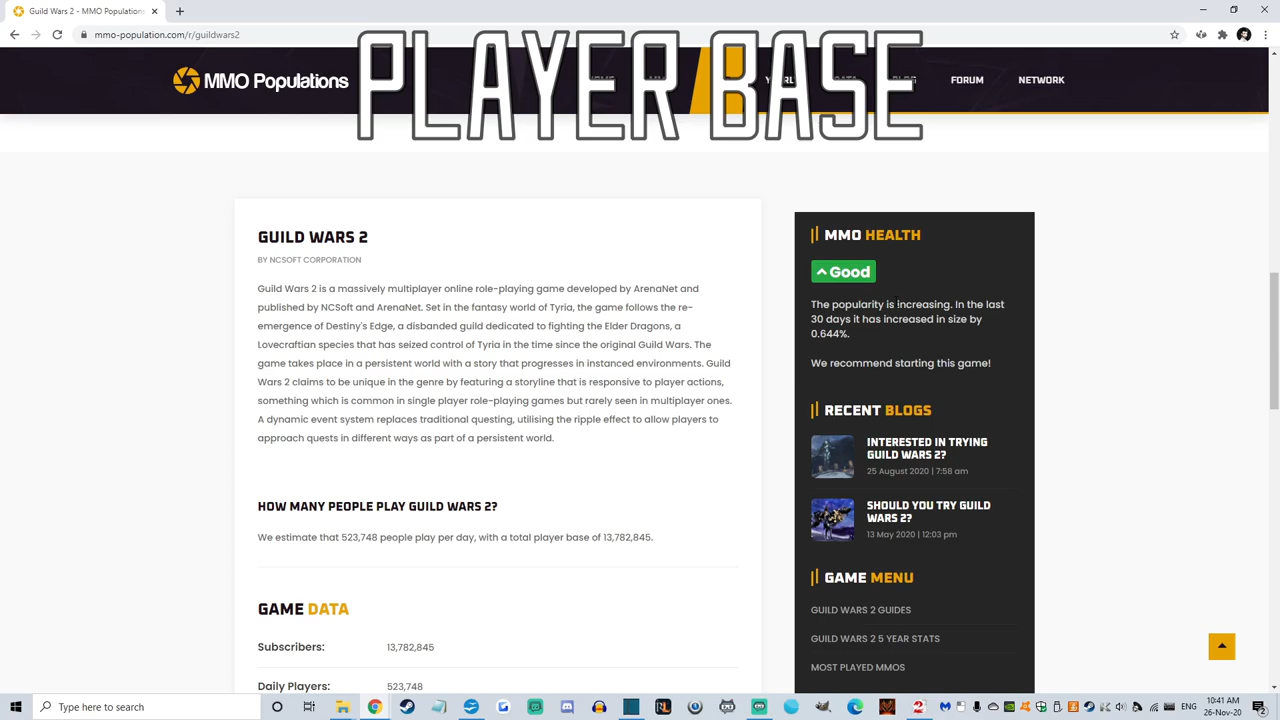 Guild Wars 2 - MMO Populations
mmo-population.com/r/guildwars2
PLAYER BASE
MMO Populations
FORUM
NETWORK
GUILD WARS 2
BY NCSOFT CORPORATION
Guild Wars 2 is a massively multiplayer online role-playing game developed by ArenaNet and
published by NCSoft and ArenaNet. Set in the fantasy world of Tyria, the game follows the re-
emergence of Destiny's Edge, a disbanded guild dedicated to fighting the Elder Dragons, a
Lovecraftian species that has seized control of Tyria in the time since the original Guild Wars. The
game takes place in a persistent world with a story that progresses in instanced environments. Guild
Wars 2 claims to be unique in the genre by featuring a storyline that is responsive to player actions,
something which is common in single player role-playing games but rarely seen in multiplayer ones.
A dynamic event system replaces traditional questing, utilising the ripple effect to allow players to
approach quests in different ways as part of a persistent world.
HOW MANY PEOPLE PLAY GUILD WARS 2?
We estimate that 523,748 people play per day, with a total player base of 13,782,845.
GAME DATA
Subscribers: 13,782,845
Daily Players: 523,748
MMO HEALTH
Good
The popularity is increasing. In the last
30 days it has increased in size by
0.644%.
We recommend starting this game!
RECENT BLOGS
INTERESTED IN TRYING
GUILD WARS 2?
25 August 2020 | 7:58 am
SHOULD YOU TRY GUILD
WARS 2?
13 May 2020 | 12:03 pm
GAME MENU
GUILD WARS 2 GUIDES
GUILD WARS 2 5 YEAR STATS
MOST PLAYED MMOS
Type here to search
10:41 AM
26-Nov-20